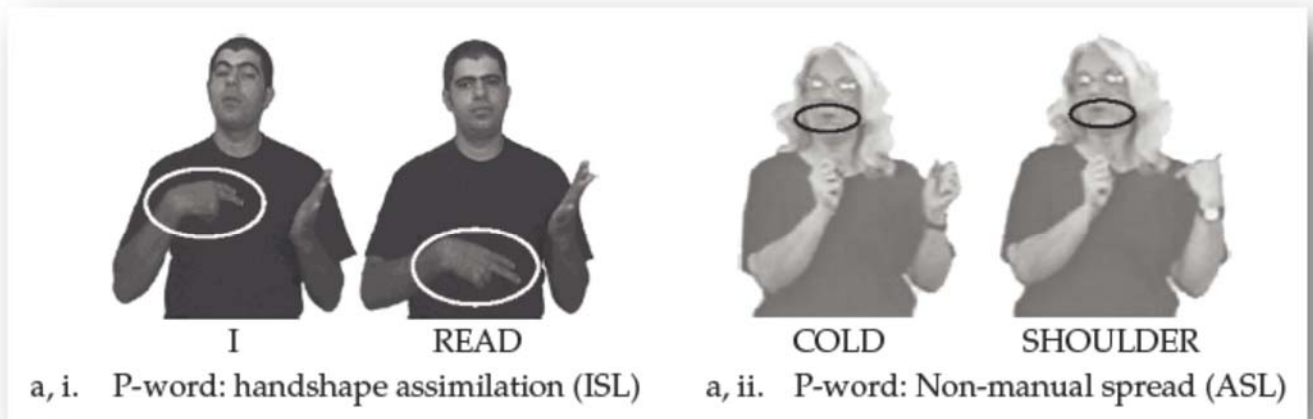 I READ COLD SHOULDER
a, i. P-word: handshape assimilation (ISL) a, ii. P-word: Non-manual spread (ASL)